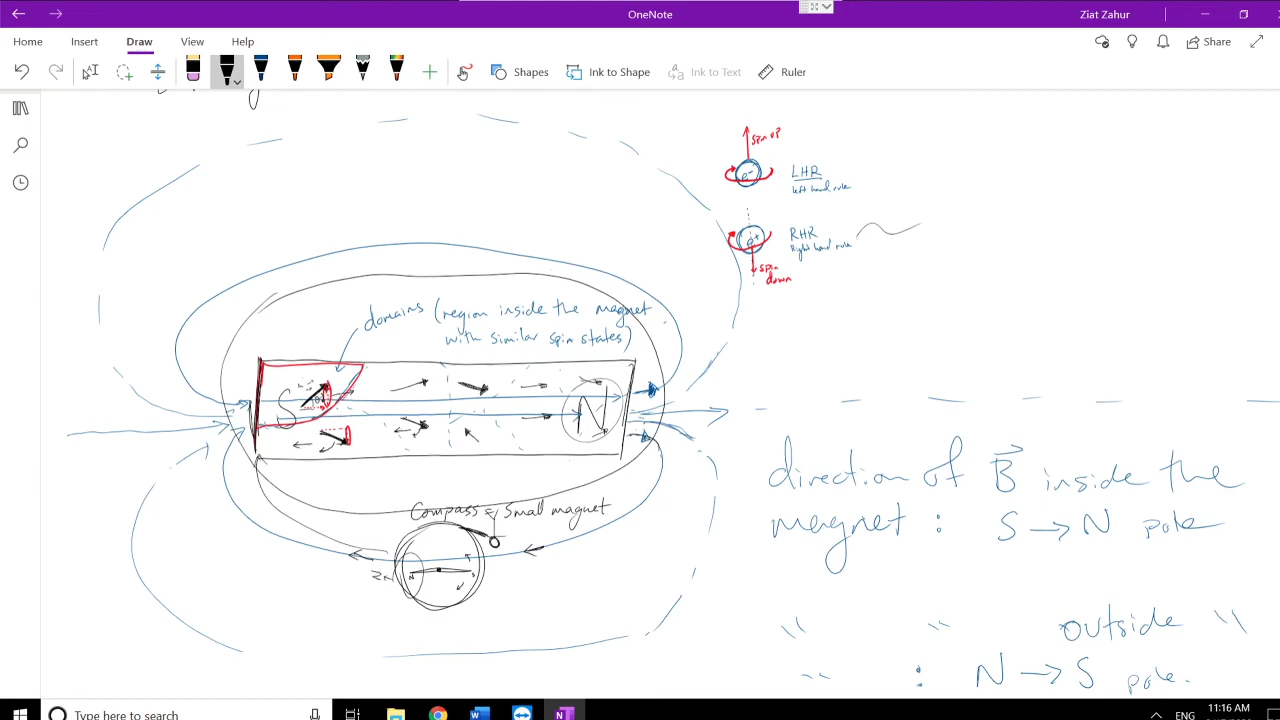 OneNote
Ziat Zahur
Home Insert Draw View Help
Share
Shapes Ink to Shape Ink to Text Ruler
spin up
e-
LHR
left hand rule
e+
RHR
Right hand rule
spin
down
domains (region inside the magnet
with similar spin states)
S
N
Compass = Small magnet
N S
direction of B⃗ inside the
magnet : S → N pole
" " outside "
" : N → S pole.
Type here to search
ENG
11:16 AM